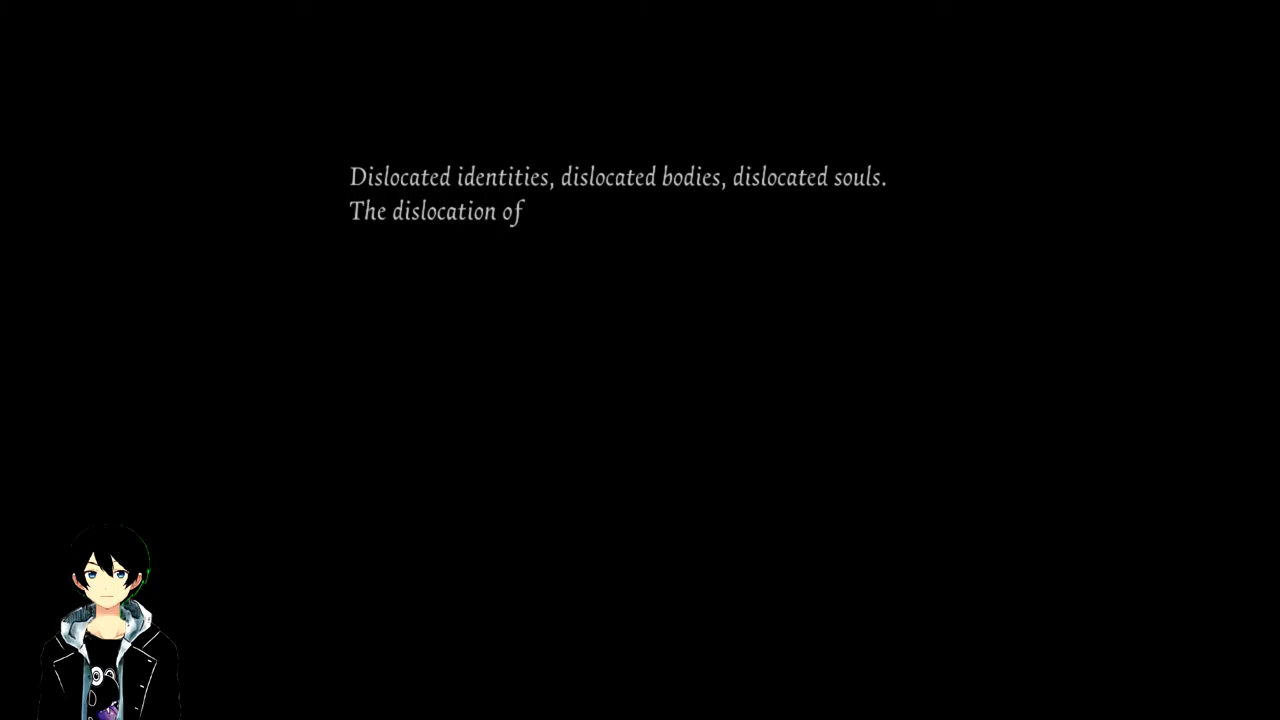 Dislocated identities, dislocated bodies, dislocated souls.
The dislocation of